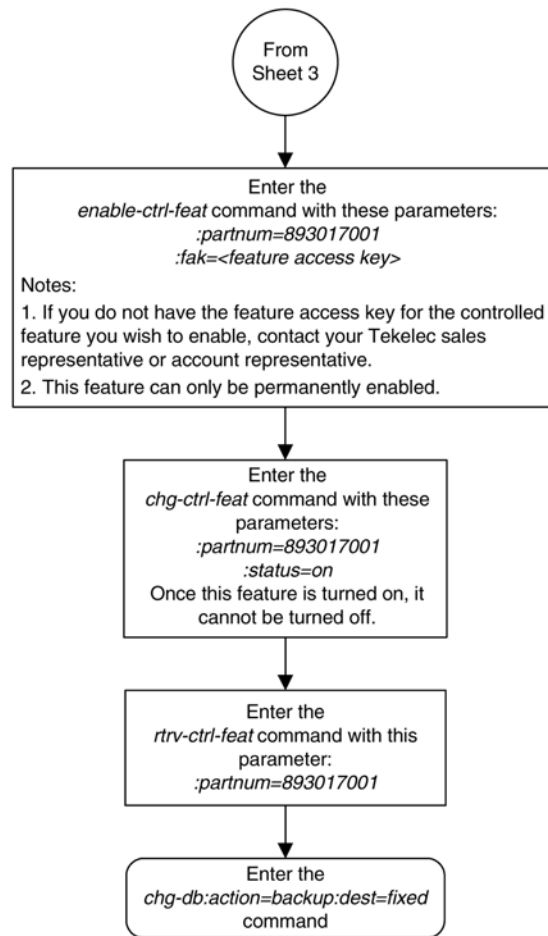 From
Sheet 3
Enter the
enable-ctrl-feat command with these parameters:
:partnum=893017001
:fak=<feature access key>
Notes:
1. If you do not have the feature access key for the controlled
feature you wish to enable, contact your Tekelec sales
representative or account representative.
2. This feature can only be permanently enabled.
Enter the
chg-ctrl-feat command with these
parameters:
:partnum=893017001
:status=on
Once this feature is turned on, it
cannot be turned off.
Enter the
rtrv-ctrl-feat command with this
parameter:
:partnum=893017001
Enter the
chg-db:action=backup:dest=fixed
command